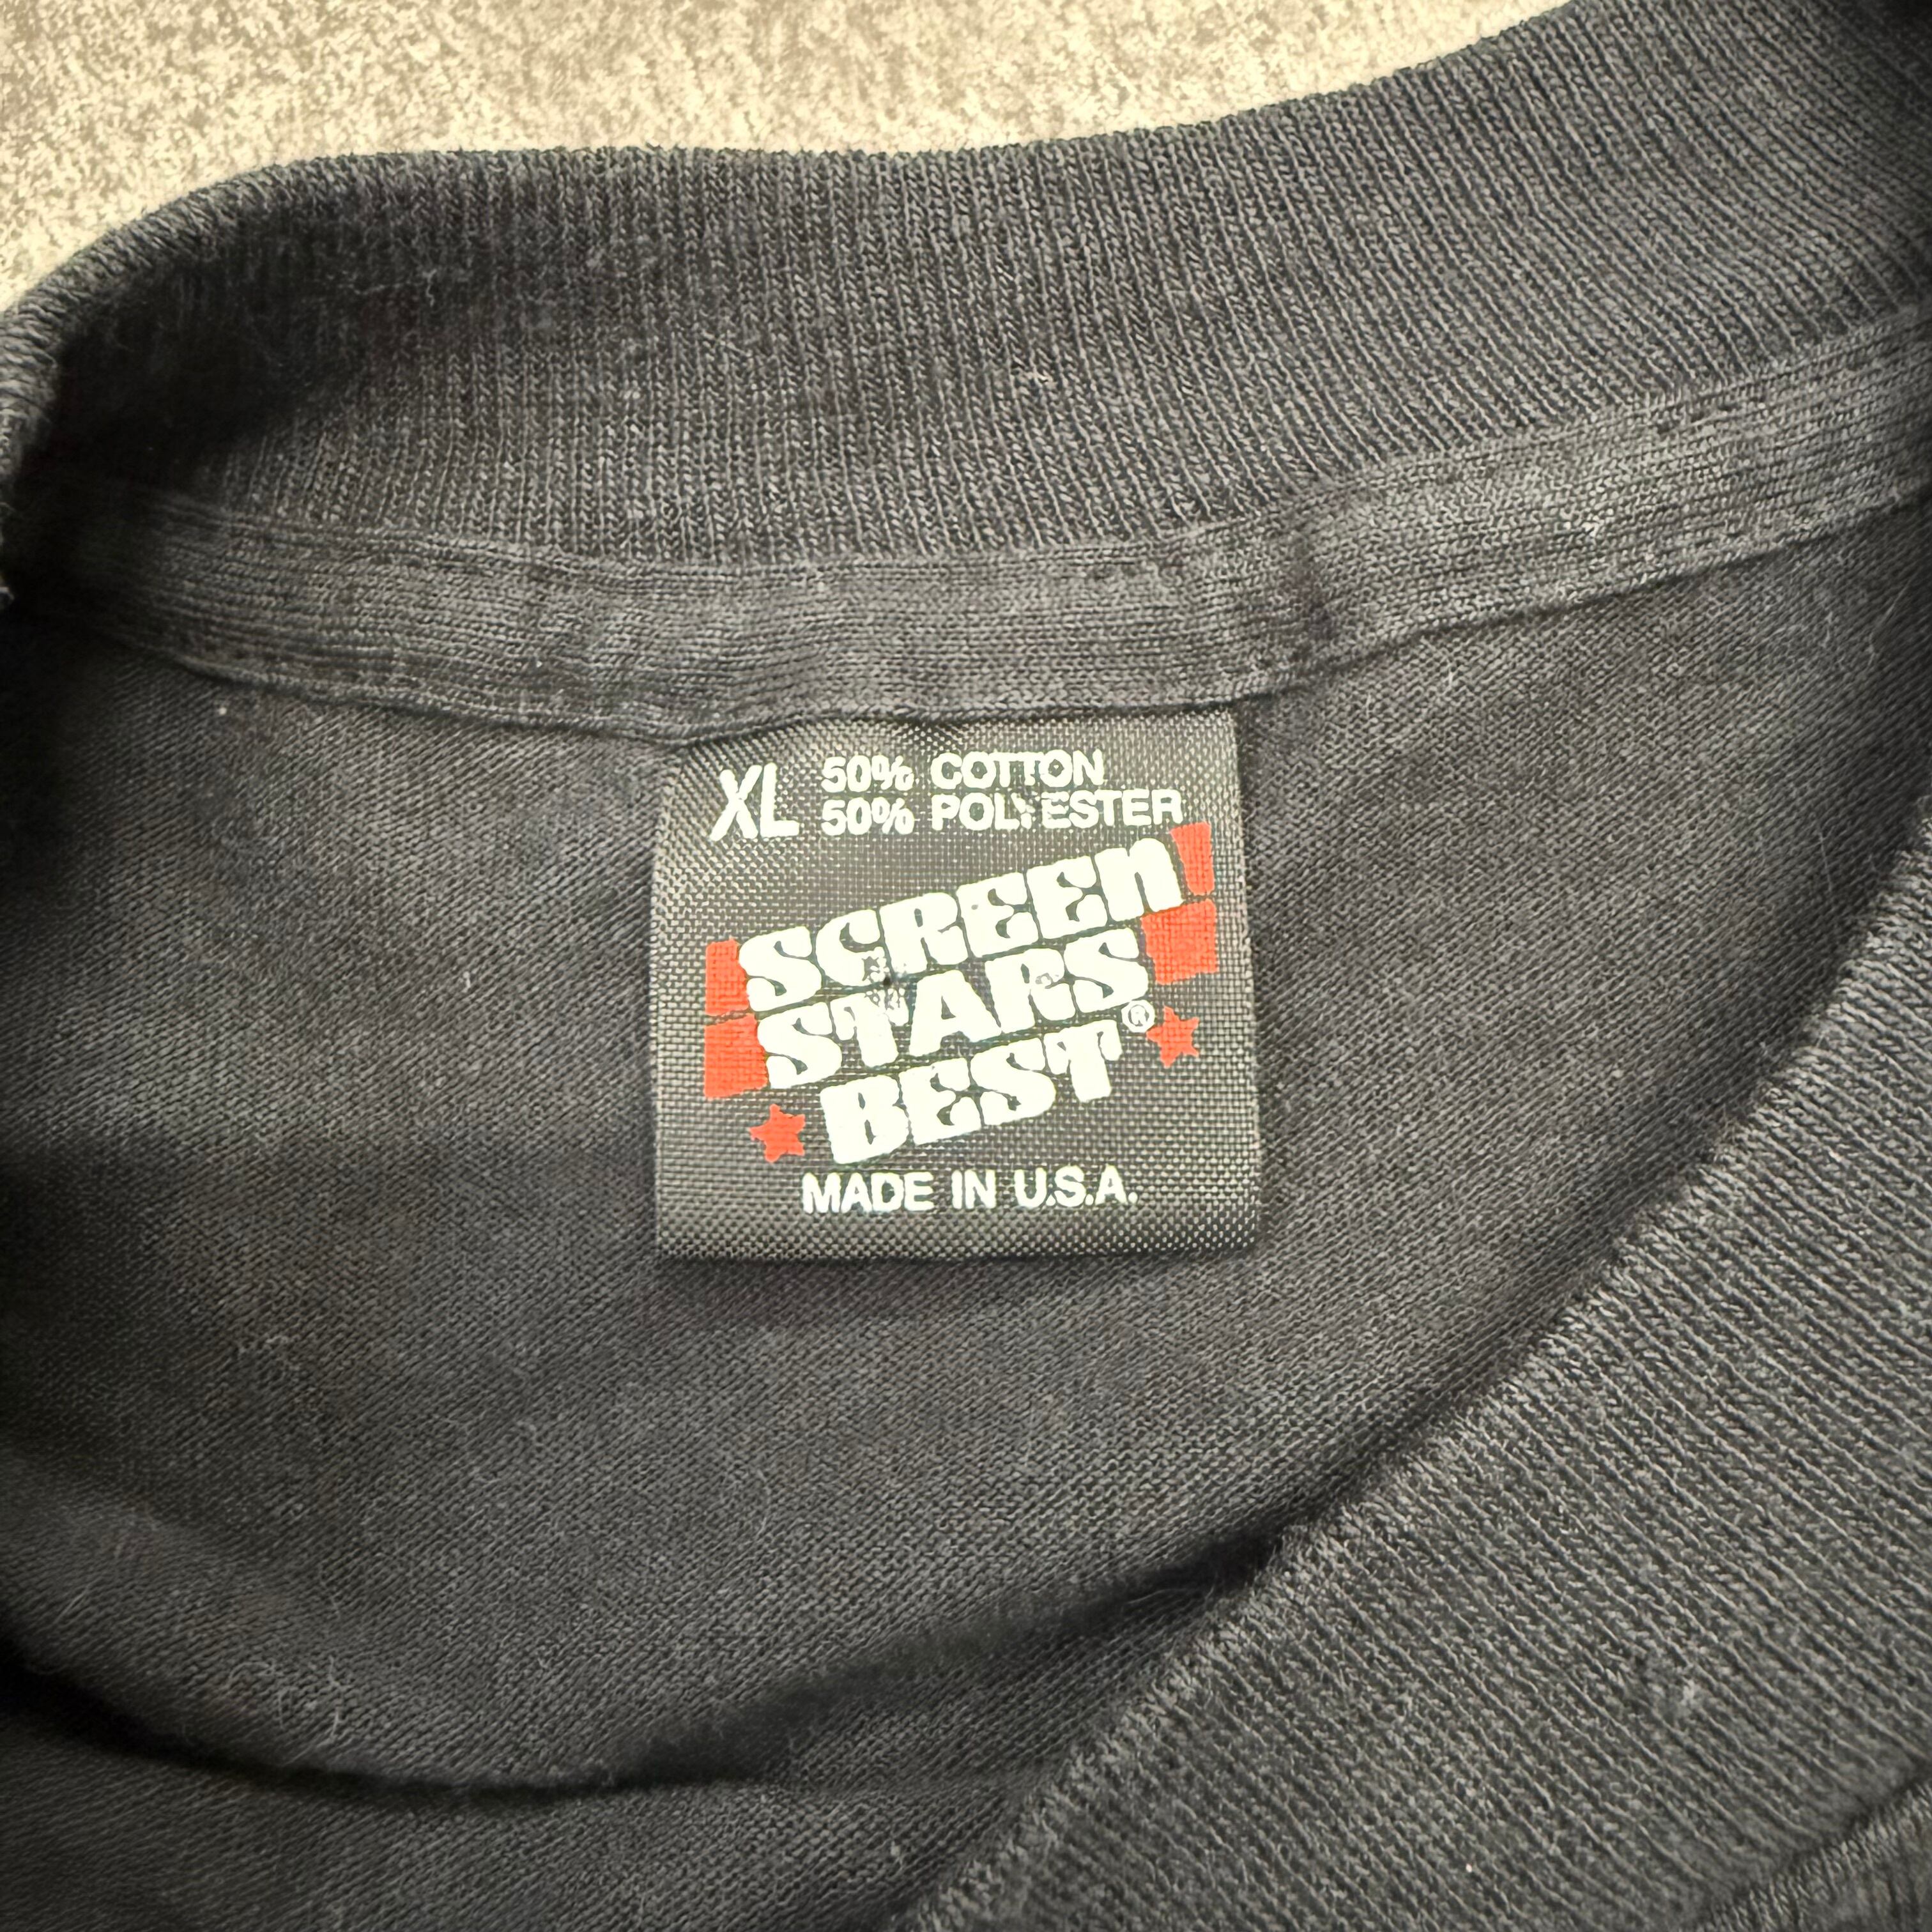 XL 50% COTTON
50% POLYESTER
SCREEN
STARS
BEST®
MADE IN U.S.A.